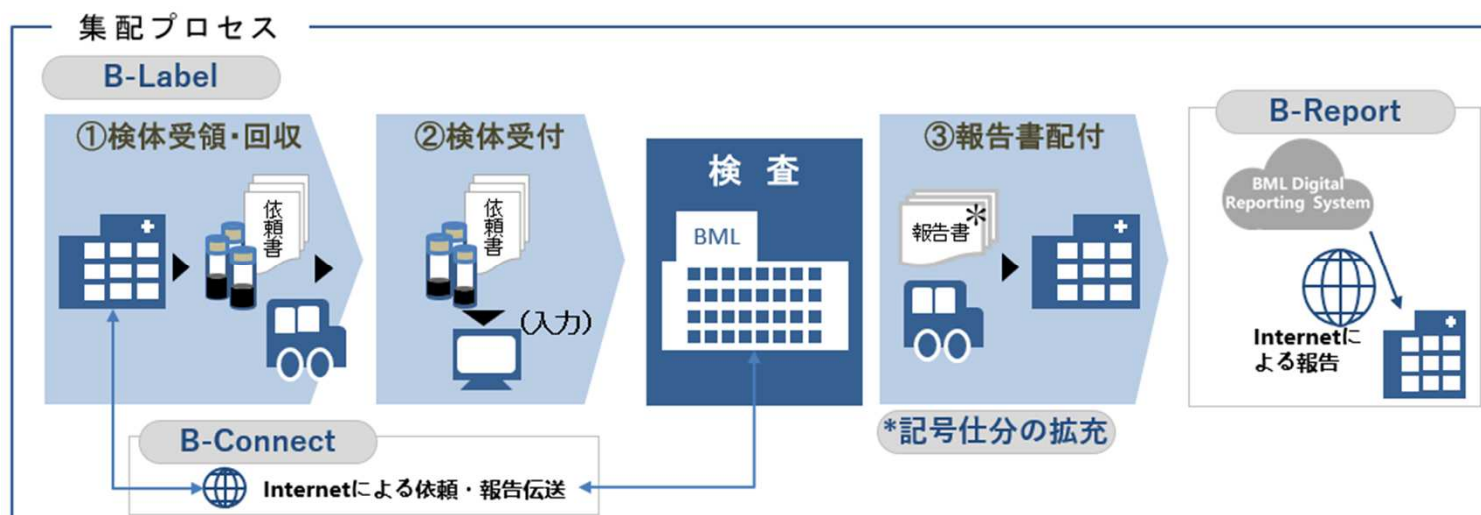 集配プロセス
B-Label
①検体受領・回収
依頼書
②検体受付
依頼書
(入力)
検 査
BML
③報告書配付
報告書*
*記号仕分の拡充
B-Report
BML Digital
Reporting System
Internetに
よる報告
B-Connect
Internetによる依頼・報告伝送